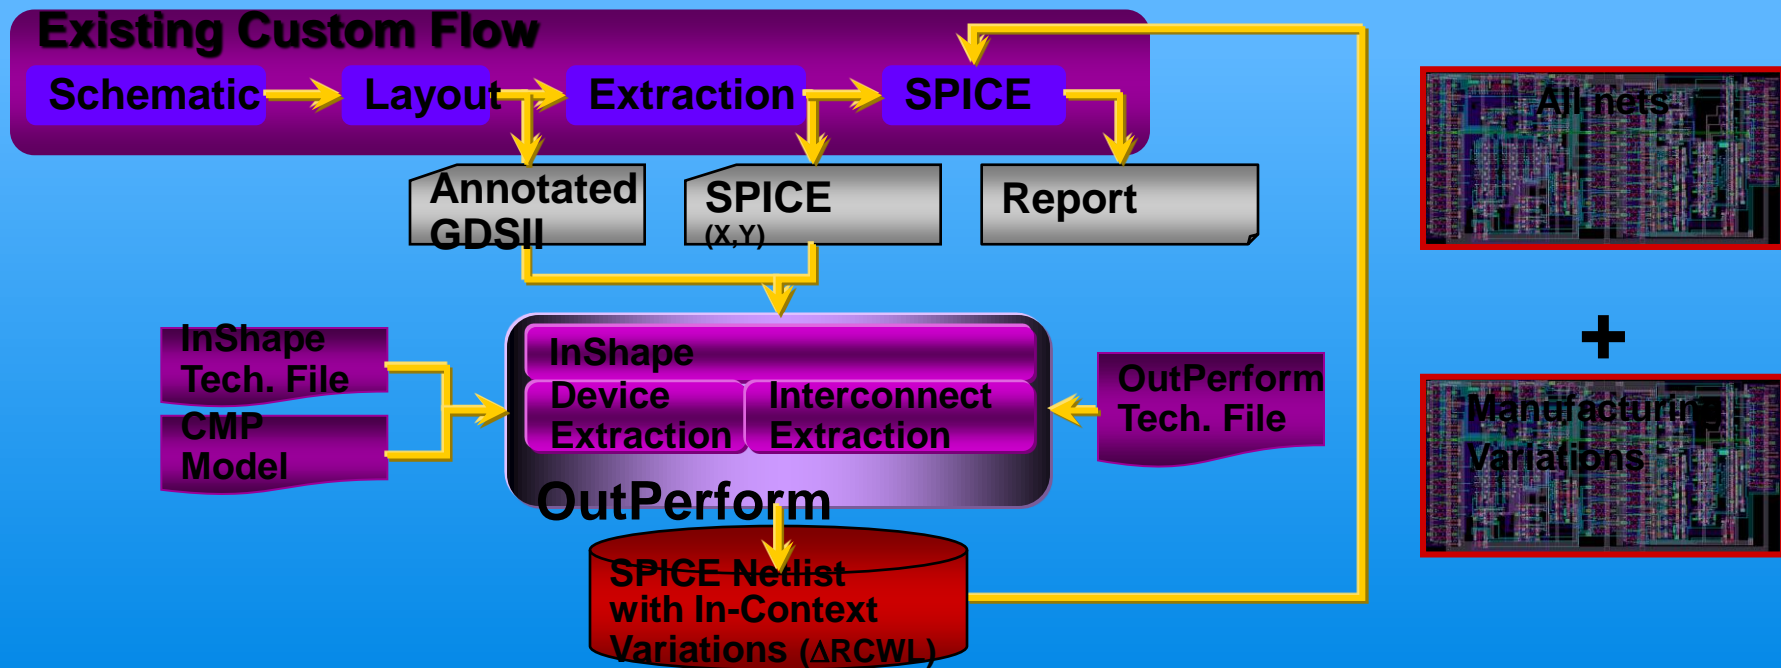 Existing Custom Flow
Schematic
Layout
Extraction
SPICE
Annotated
GDSII
SPICE
(X,Y)
Report
All nets
+
Manufacturing
Variations
InShape
Tech. File
CMP
Model
InShape
Device
Extraction
Interconnect
Extraction
OutPerform
OutPerform
Tech. File
SPICE Netlist
with In-Context
Variations (ΔRCWL)